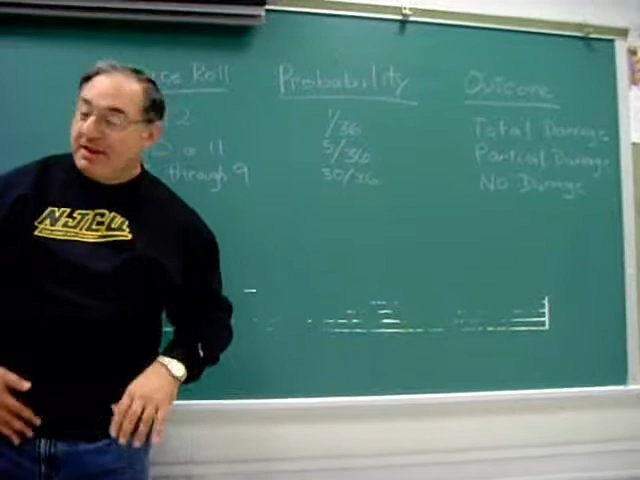 Roll Probability Outcome
2 1/36 Total Damage
or 11 5/36 Partial Damage
through 9 30/36 No Damage
NJCU